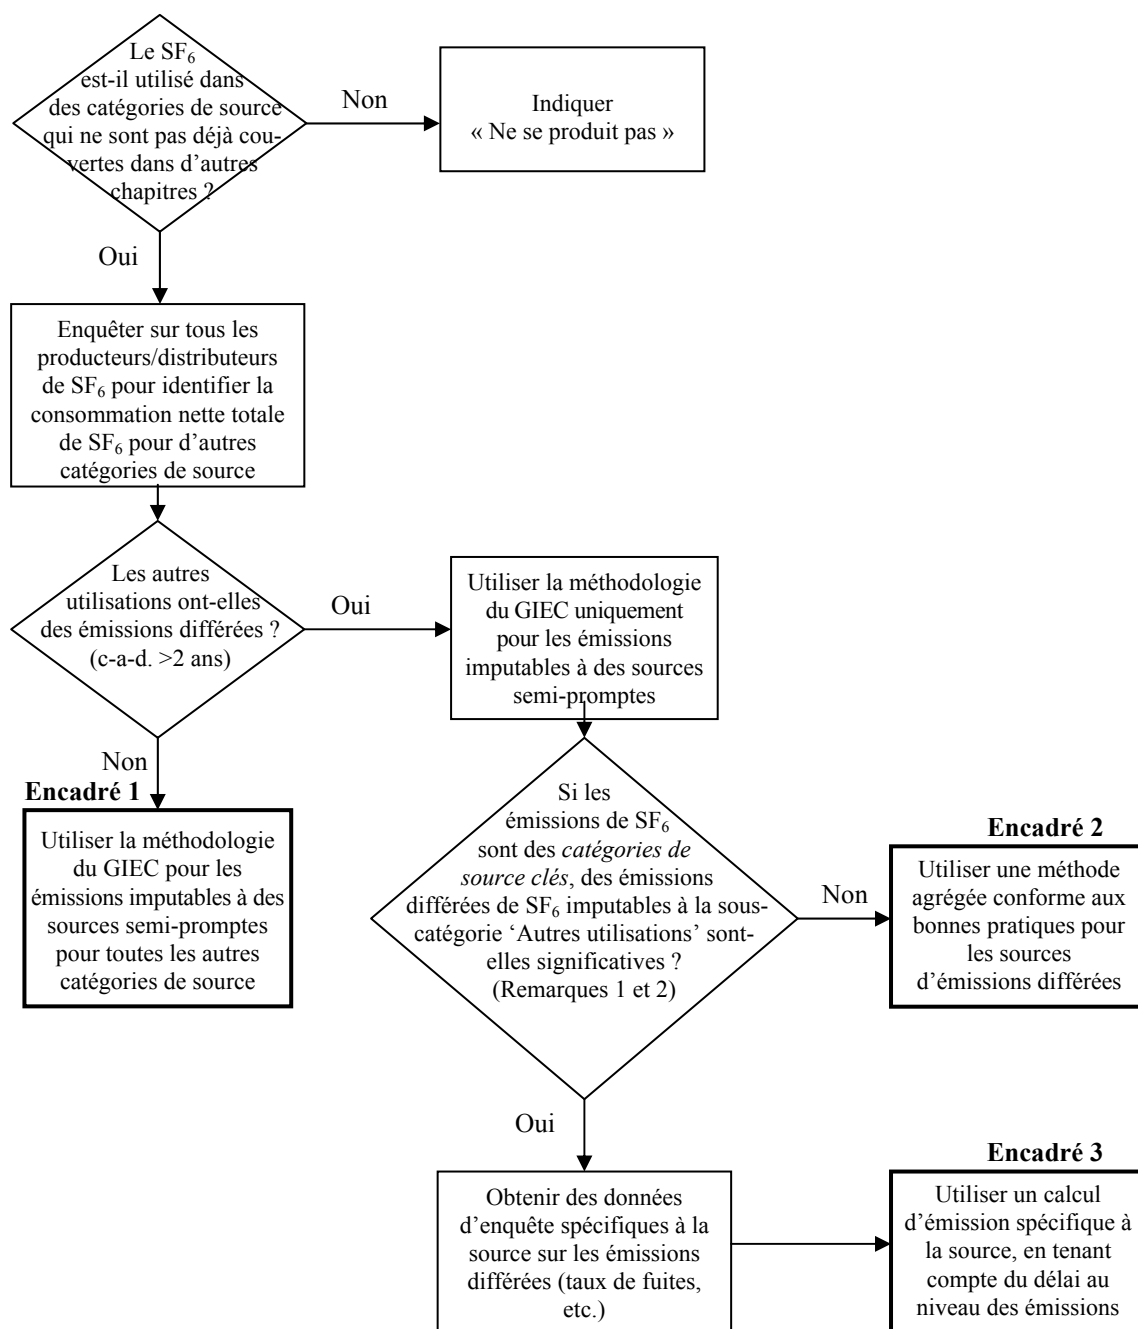 Le SF₆
est-il utilisé dans
des catégories de source
qui ne sont pas déjà cou-
vertes dans d’autres
chapitres ?
Non
Indiquer
« Ne se produit pas »
Oui
Enquêter sur tous les
producteurs/distributeurs
de SF₆ pour identifier la
consommation nette totale
de SF₆ pour d’autres
catégories de source
Les autres
utilisations ont-elles
des émissions différées ?
(c-a-d. >2 ans)
Oui
Utiliser la méthodologie
du GIEC uniquement
pour les émissions
imputables à des sources
semi-promptes
Non
Encadré 1
Utiliser la méthodologie
du GIEC pour les
émissions imputables à des
sources semi-promptes
pour toutes les autres
catégories de source
Si les
émissions de SF₆
sont des catégories de
source clés, des émissions
différées de SF₆ imputables à la sous-
catégorie ‘Autres utilisations’ sont-
elles significatives ?
(Remarques 1 et 2)
Non
Encadré 2
Utiliser une méthode
agrégée conforme aux
bonnes pratiques pour
les sources
d’émissions différées
Oui
Obtenir des données
d’enquête spécifiques à la
source sur les émissions
différées (taux de fuites,
etc.)
Encadré 3
Utiliser un calcul
d’émission spécifique à
la source, en tenant
compte du délai au
niveau des émissions